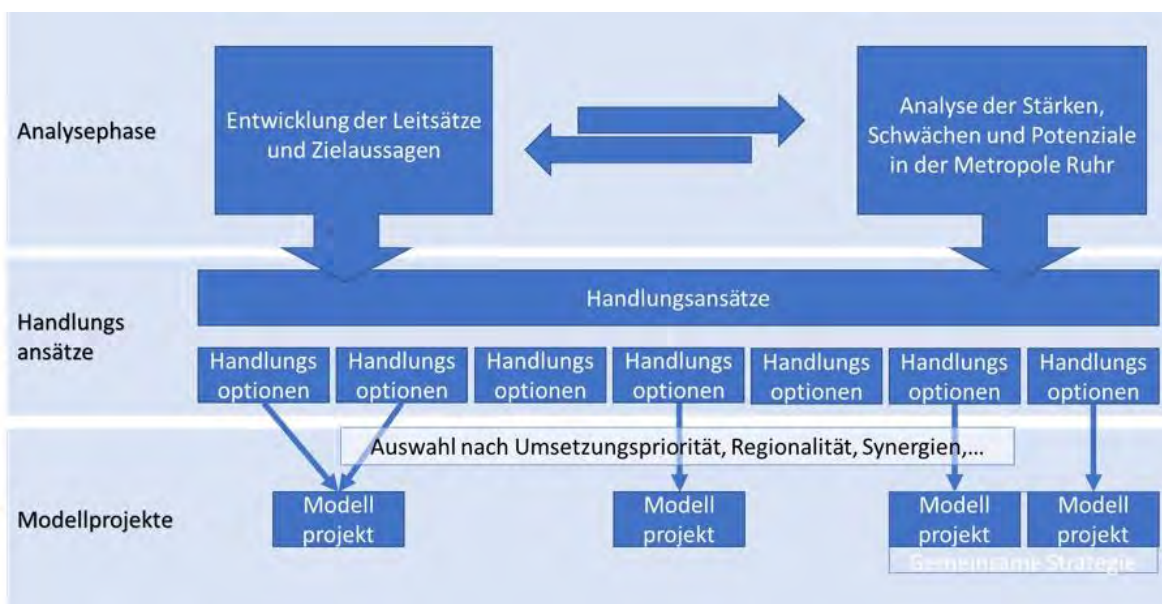 Analysephase
Entwicklung der Leitsätze
und Zielaussagen
Analyse der Stärken,
Schwächen und Potenziale
in der Metropole Ruhr
Handlungs
ansätze
Handlungsansätze
Handlungs
optionen
Handlungs
optionen
Handlungs
optionen
Handlungs
optionen
Handlungs
optionen
Handlungs
optionen
Handlungs
optionen
Modellprojekte
Auswahl nach Umsetzungspriorität, Regionalität, Synergien,...
Modell
projekt
Modell
projekt
Modell
projekt
Modell
projekt
Gemeinsame Strategie